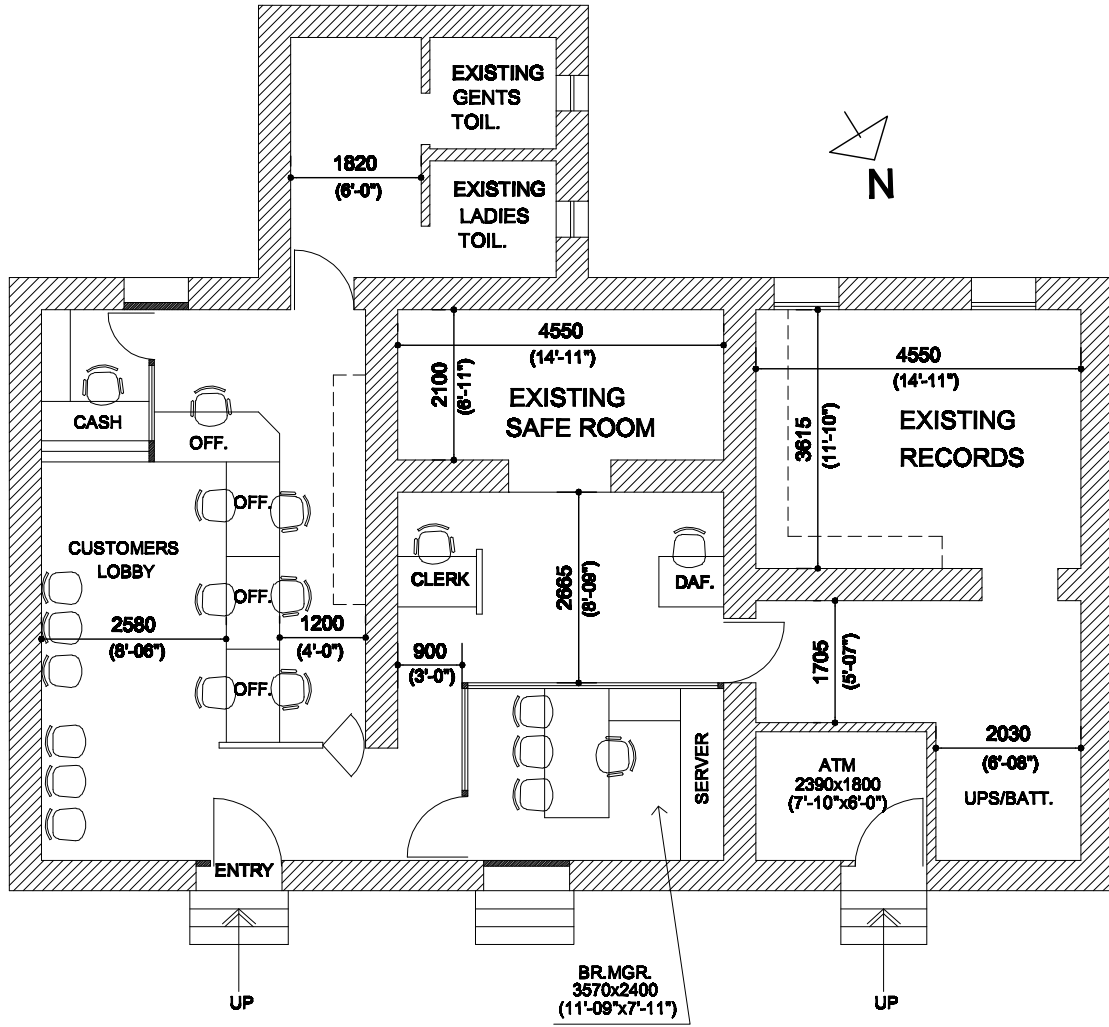 EXISTING
GENTS
TOIL.
1820
(6'-0")
EXISTING
LADIES
TOIL.
N
4550
(14'-11")
2100
(6'-11")
EXISTING
SAFE ROOM
4550
(14'-11")
3615
(11'-10")
EXISTING
RECORDS
CASH
OFF.
OFF.
CUSTOMERS
LOBBY
OFF.
2580
(8'-06")
1200
(4'-0")
OFF.
CLERK
2665
(8'-09")
DAF.
900
(3'-0")
1705
(5'-07")
SERVER
ATM
2390x1800
(7'-10"x6'-0")
2030
(6'-08")
UPS/BATT.
ENTRY
UP
BR.MGR.
3570x2400
(11'-09"x7'-11")
UP